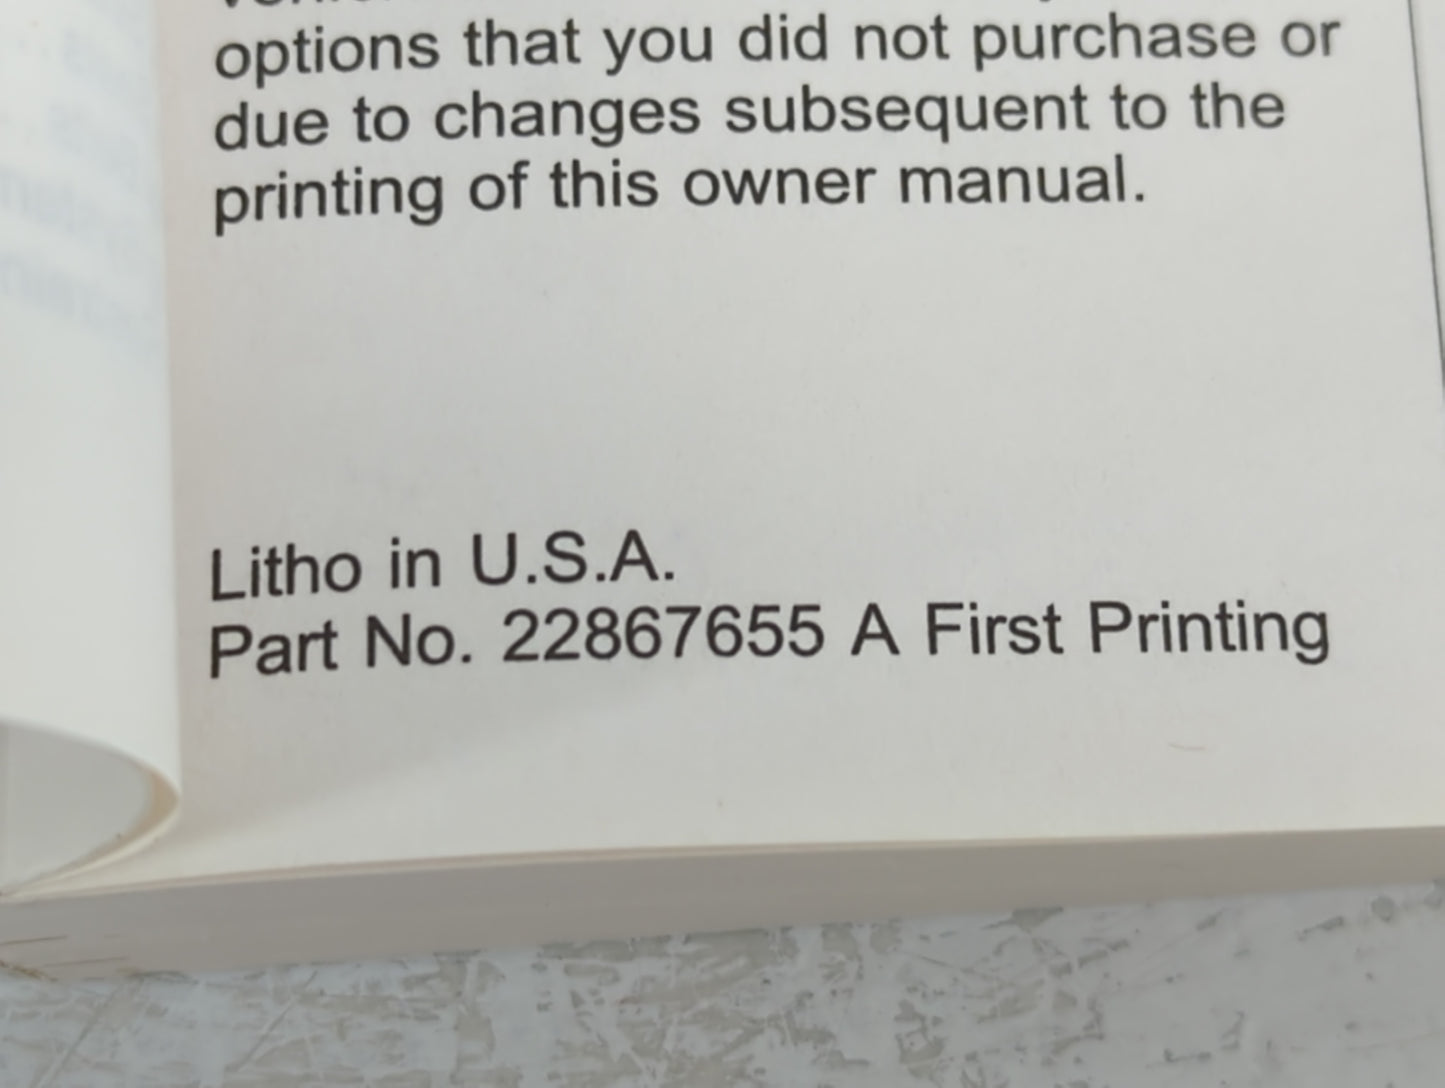 options that you did not purchase or
due to changes subsequent to the
printing of this owner manual.
Litho in U.S.A.
Part No. 22867655 A First Printing